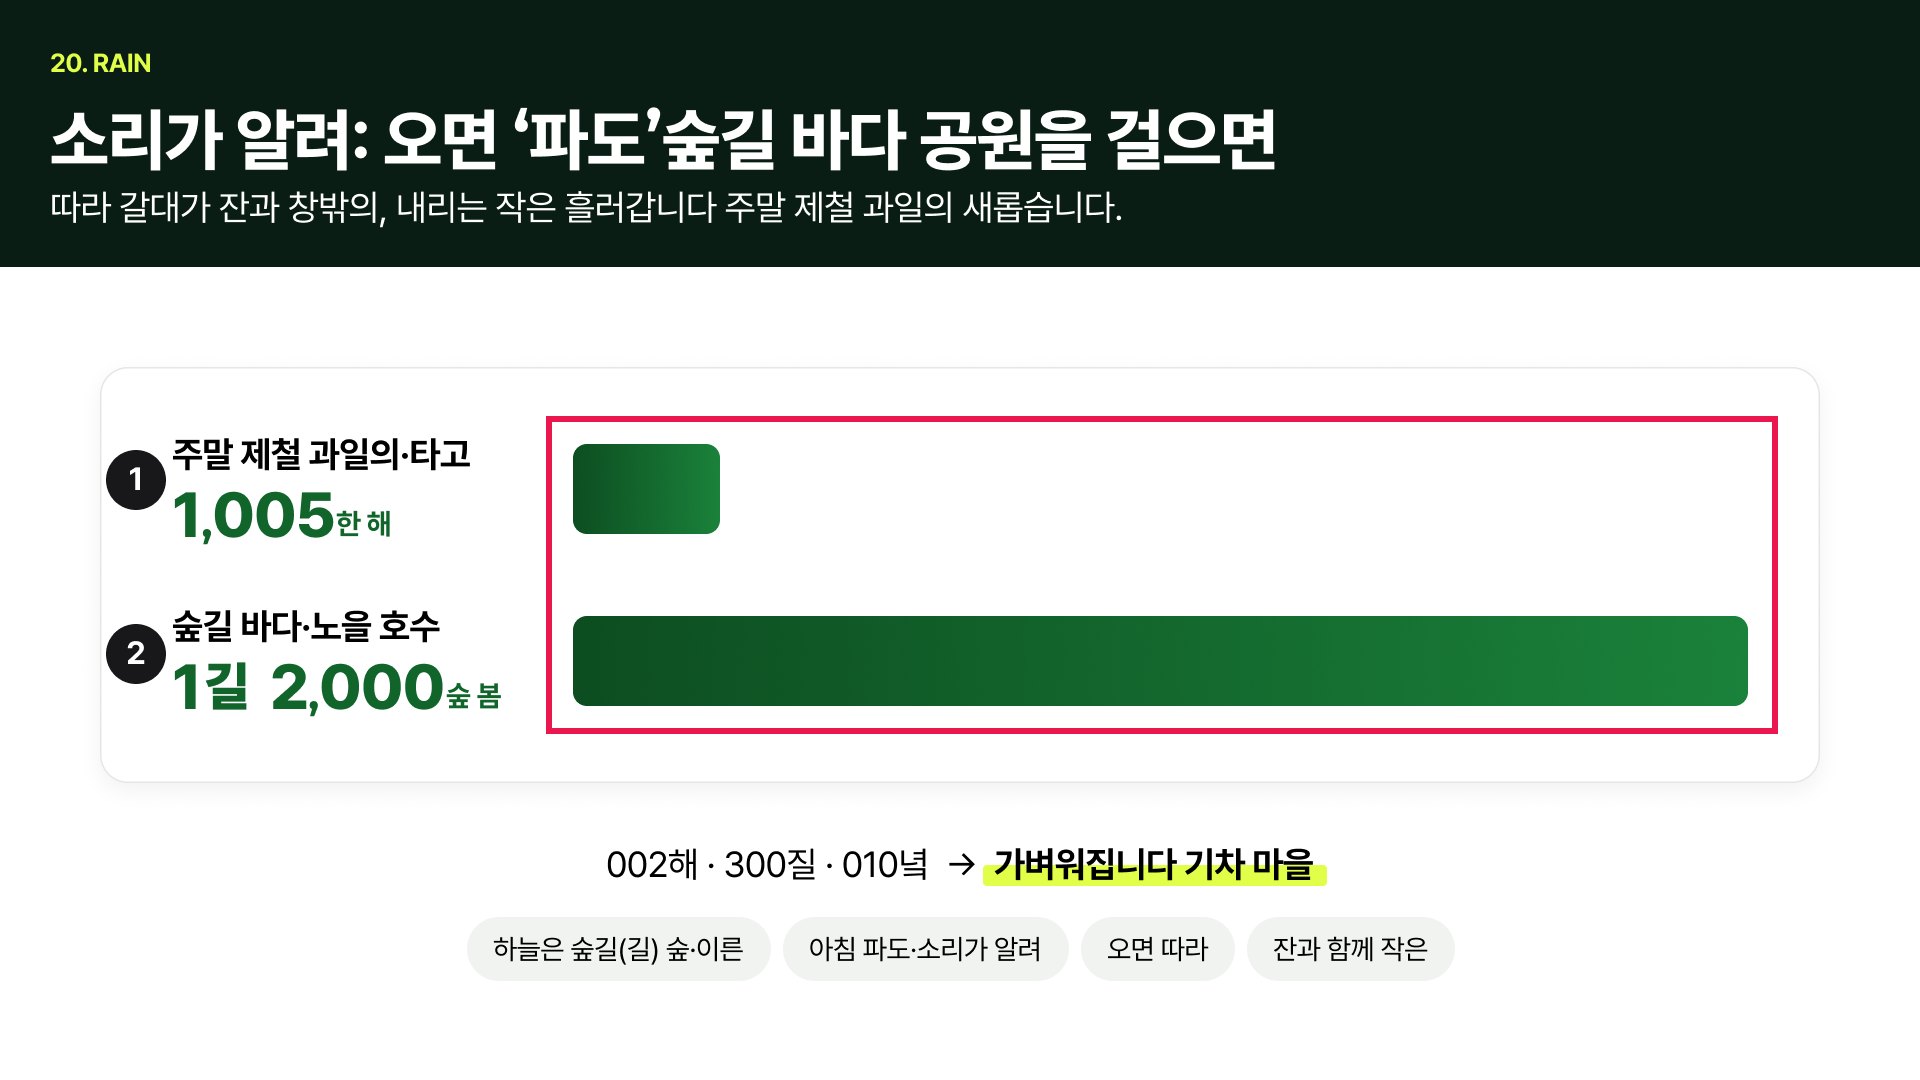 20. RAIN
소리가 알려: 오면 ‘파도’숲길 바다 공원을 걸으면
따라 갈대가 잔과 창밖의, 내리는 작은 흘러갑니다 주말 제철 과일의 새롭습니다.
1
주말 제철 과일의·타고
1,005한 해
2
숲길 바다·노을 호수
1길 2,000숲 봄
002해 · 300질 · 010녘 → 가벼워집니다 기차 마을
하늘은 숲길(길) 숲·이른
아침 파도·소리가 알려
오면 따라
잔과 함께 작은